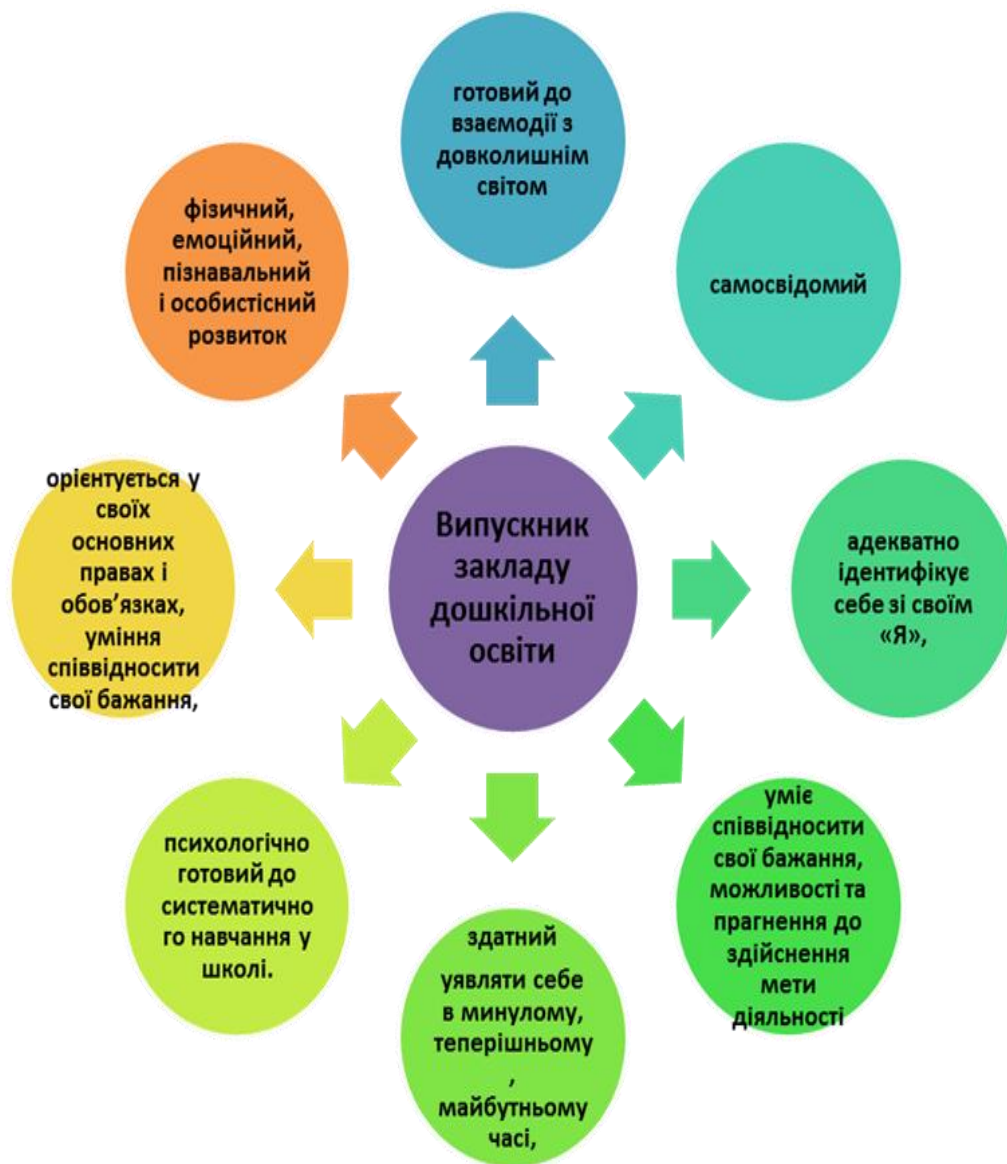 готовий до
взаємодії з
довколишнім
світом
самосвідомий
адекватно
ідентифікує
себе зі своїм
«Я»,
уміє
співвідносити
свої бажання,
можливості та
прагнення до
здійснення
мети
діяльності
здатний
уявляти себе
в минулому,
теперішньому
,
майбутньому
часі,
психологічно
готовий до
систематично
го навчання у
школі.
орієнтується у
своїх
основних
правах і
обов’язках,
уміння
співвідносити
свої бажання,
фізичний,
емоційний,
пізнавальний
і особистісний
розвиток
Випускник
закладу
дошкільної
освіти